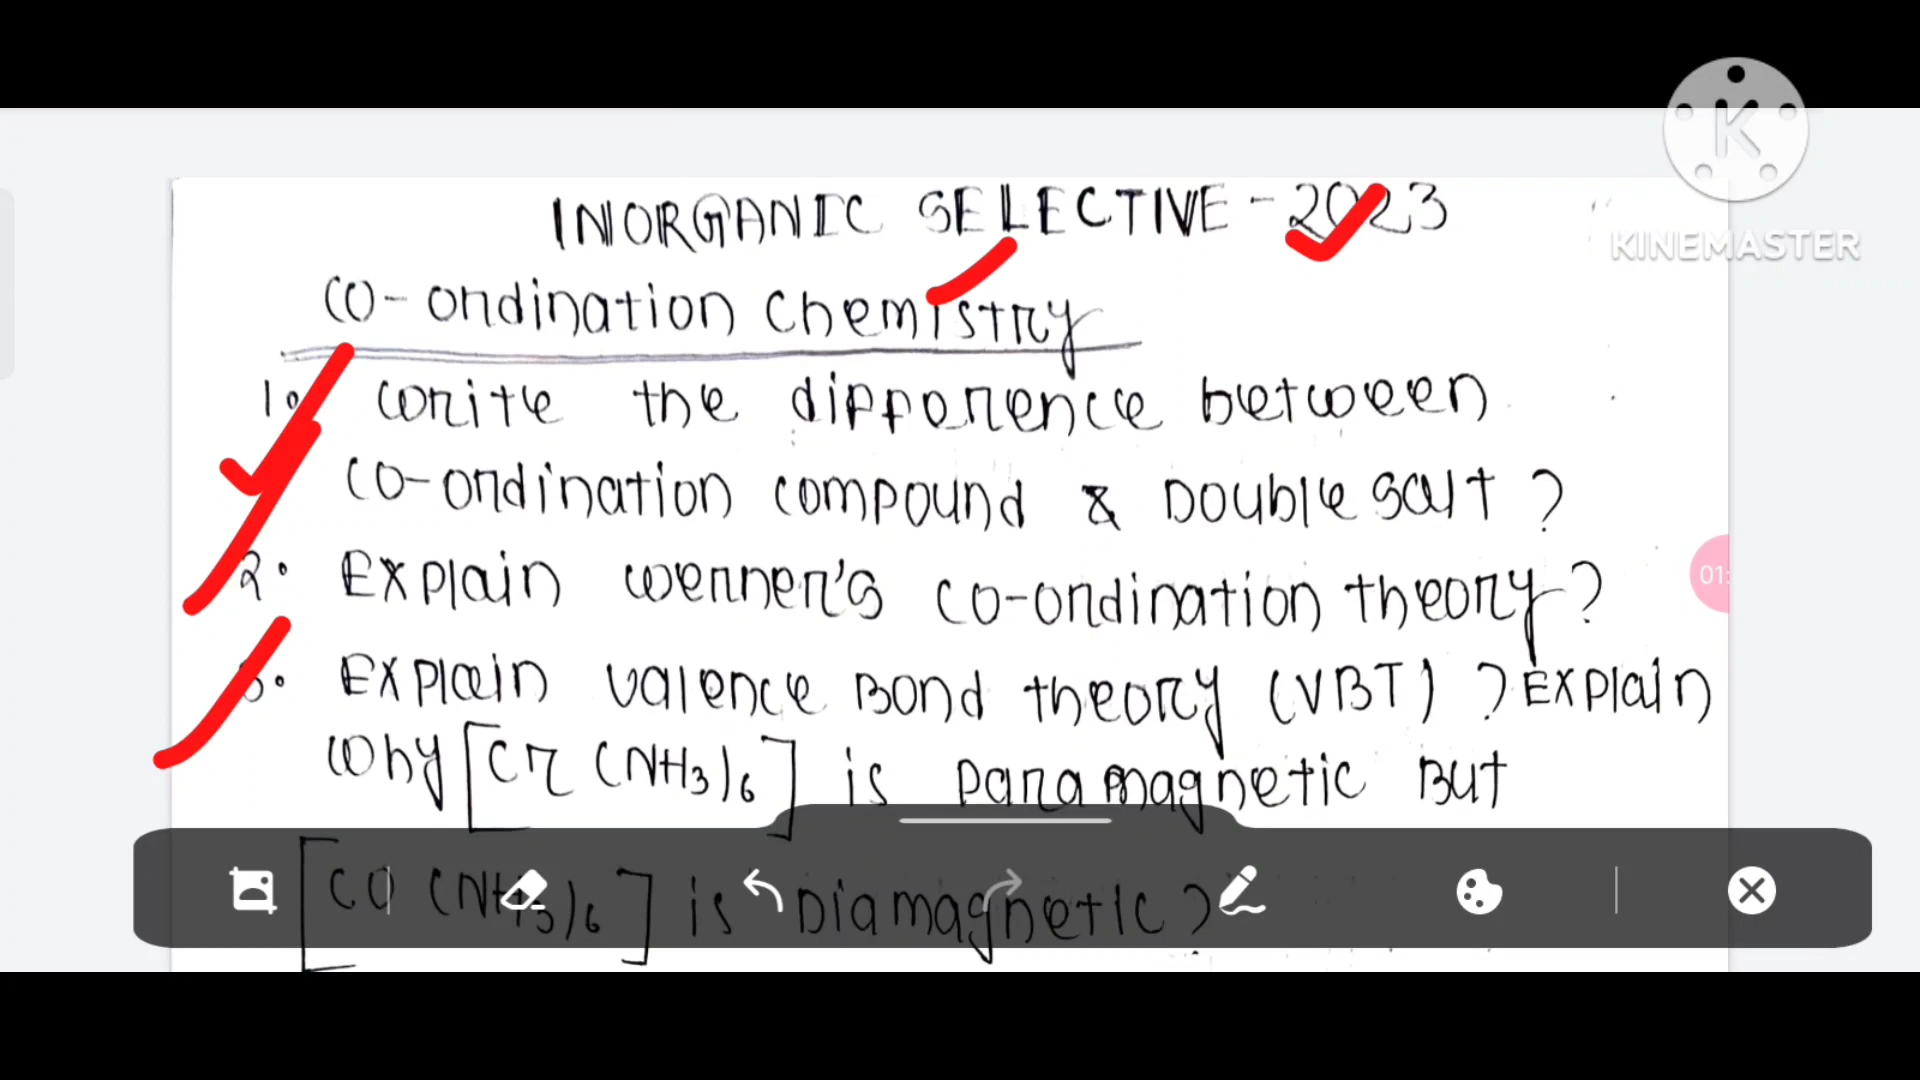 INORGANIC SELECTIVE - 2023
KINEMASTER
CO-ordination Chemistry
1. Write the difference between
CO-ordination compound & Double salt ?
2. Explain werner's co-ordination theory ?
01:
3. Explain valence Bond theory (VBT) ? Explain
Why [Cr (NH3)6] is paramagnetic But
[CO (NH3)6] is Diamagnetic ?